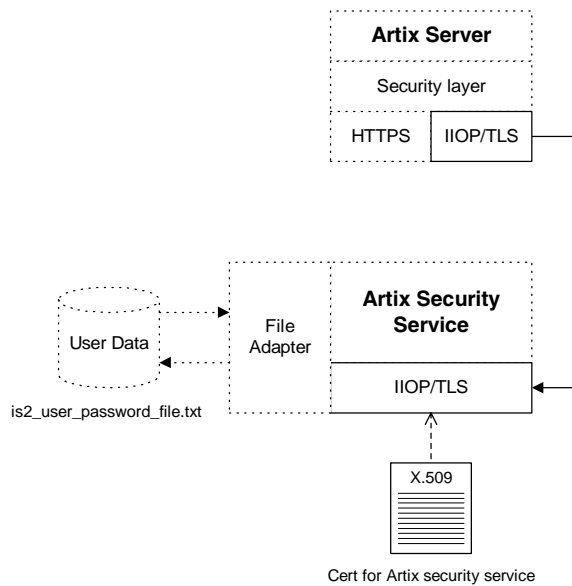 Artix Server
Security layer
HTTPS
IIOP/TLS
Artix Security
Service
File
Adapter
User Data
IIOP/TLS
is2_user_password_file.txt
X.509
Cert for Artix security service